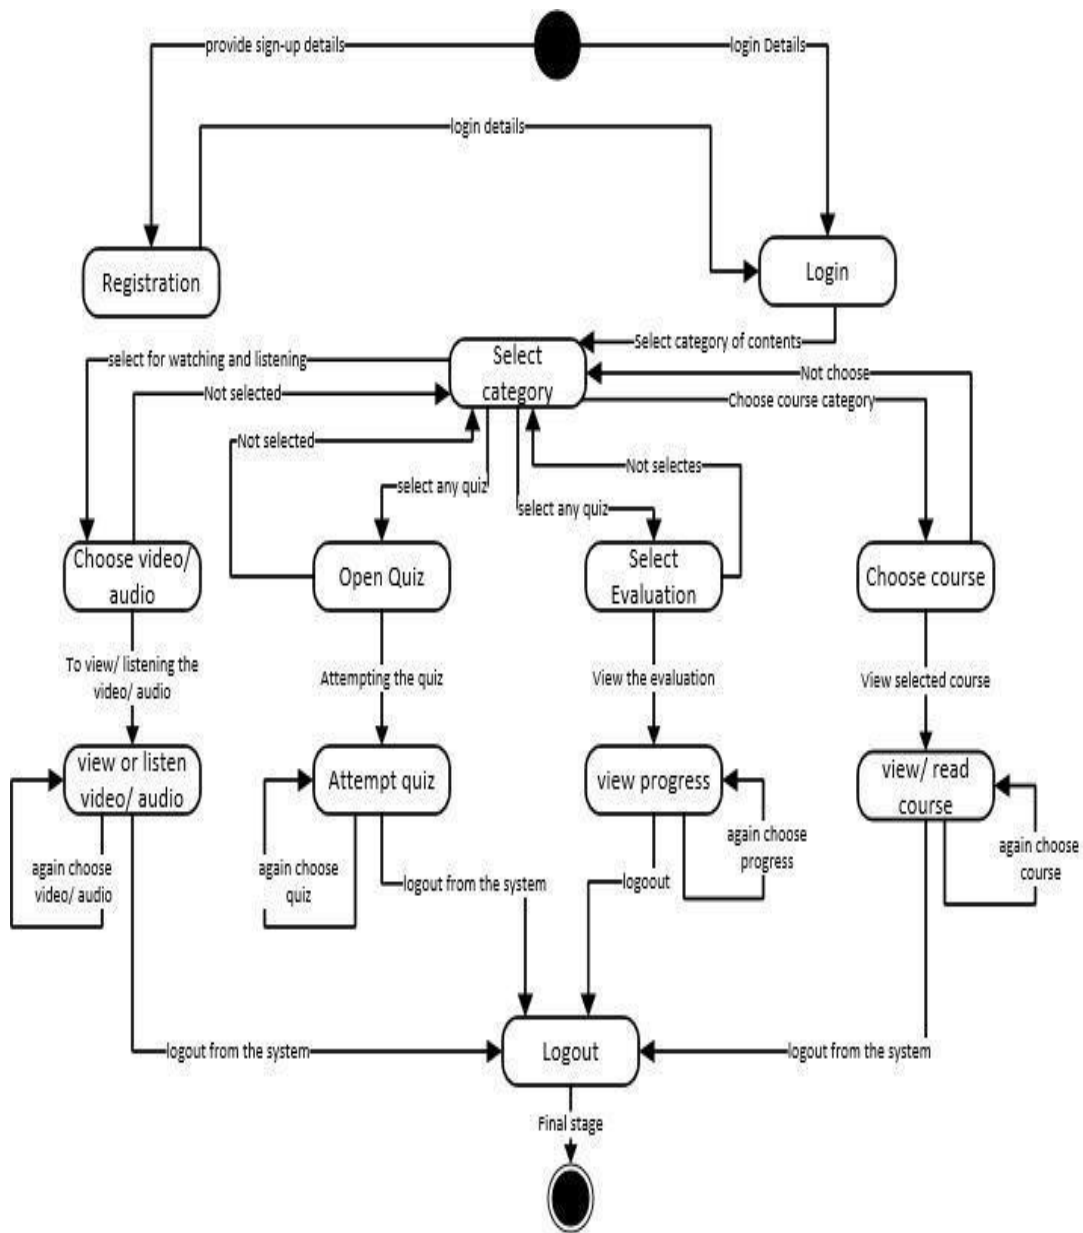 provide sign-up details
login Details
login details
Registration
Login
Select category of contents
select for watching and listening
Select
category
Not choose
Not selected
Choose course category
Not selected
Not selectes
select any quiz
select any quiz
Choose video/
audio
Open Quiz
Select
Evaluation
Choose course
To view/ listening the
video/ audio
Attempting the quiz
View the evaluation
View selected course
view or listen
video/ audio
Attempt quiz
view progress
view/ read
course
again choose
video/ audio
again choose
quiz
logout from the system
logoout
again choose
progress
again choose
course
logout from the system
Logout
logout from the system
Final stage